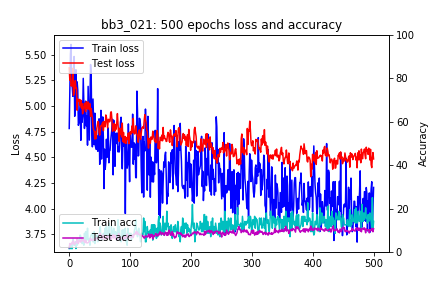 bb3_021: 500 epochs loss and accuracy
Train loss
Test loss
Train acc
Test acc
Loss
5.50
5.25
5.00
4.75
4.50
4.25
4.00
3.75
Accuracy
100
80
60
40
20
0
0
100
200
300
400
500